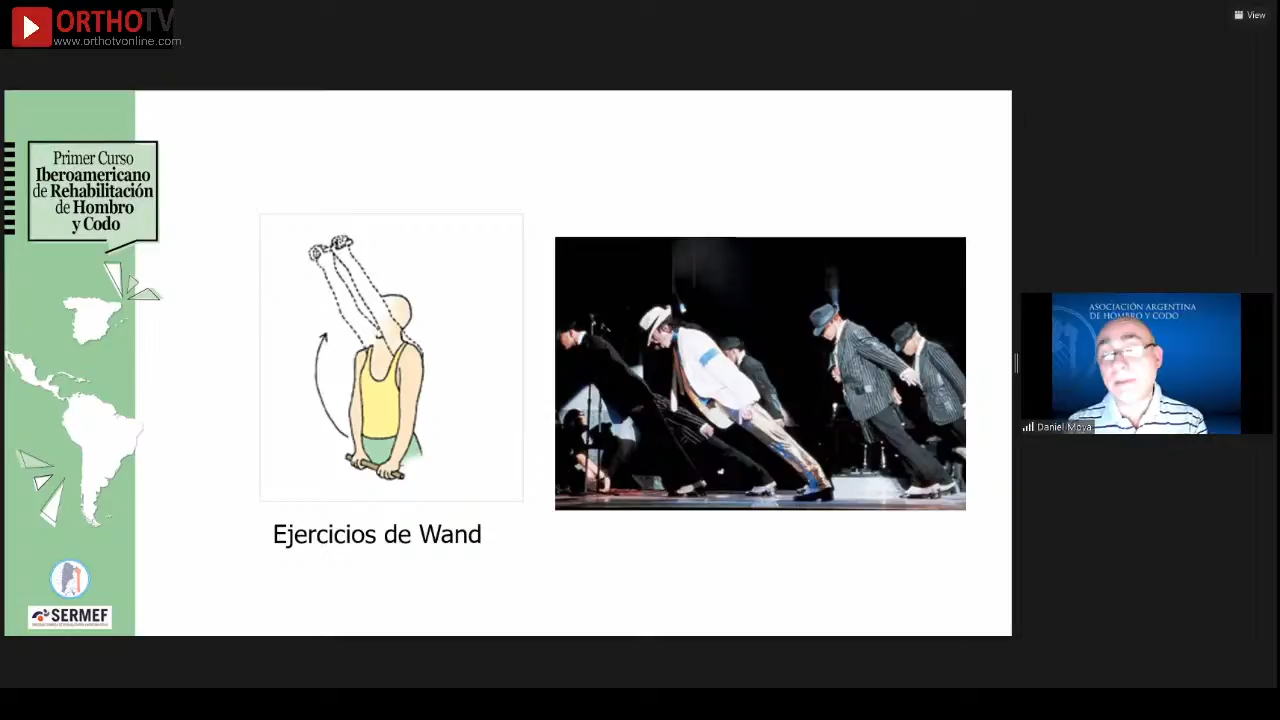 ORTHOTV
www.orthotvonline.com
View
Primer Curso
Iberoamericano
de Rehabilitación
de Hombro
y Codo
Ejercicios de Wand
SERMEF
ASOCIACIÓN ARGENTINA
DE HOMBRO Y CODO
Daniel Moya